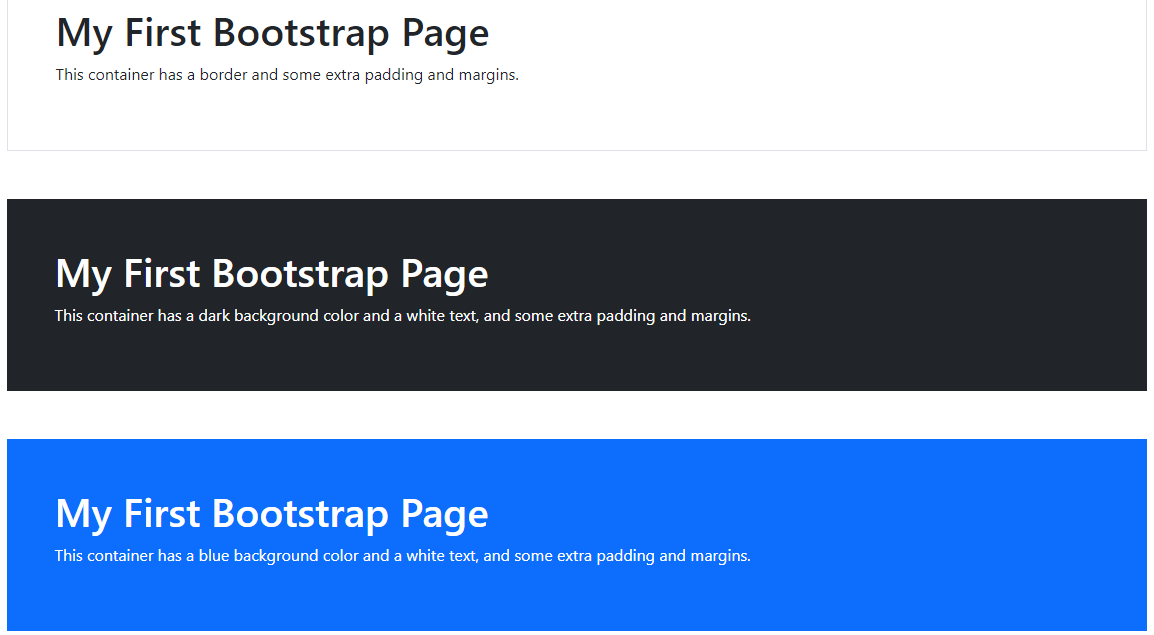 My First Bootstrap Page
This container has a border and some extra padding and margins.
My First Bootstrap Page
This container has a dark background color and a white text, and some extra padding and margins.
My First Bootstrap Page
This container has a blue background color and a white text, and some extra padding and margins.